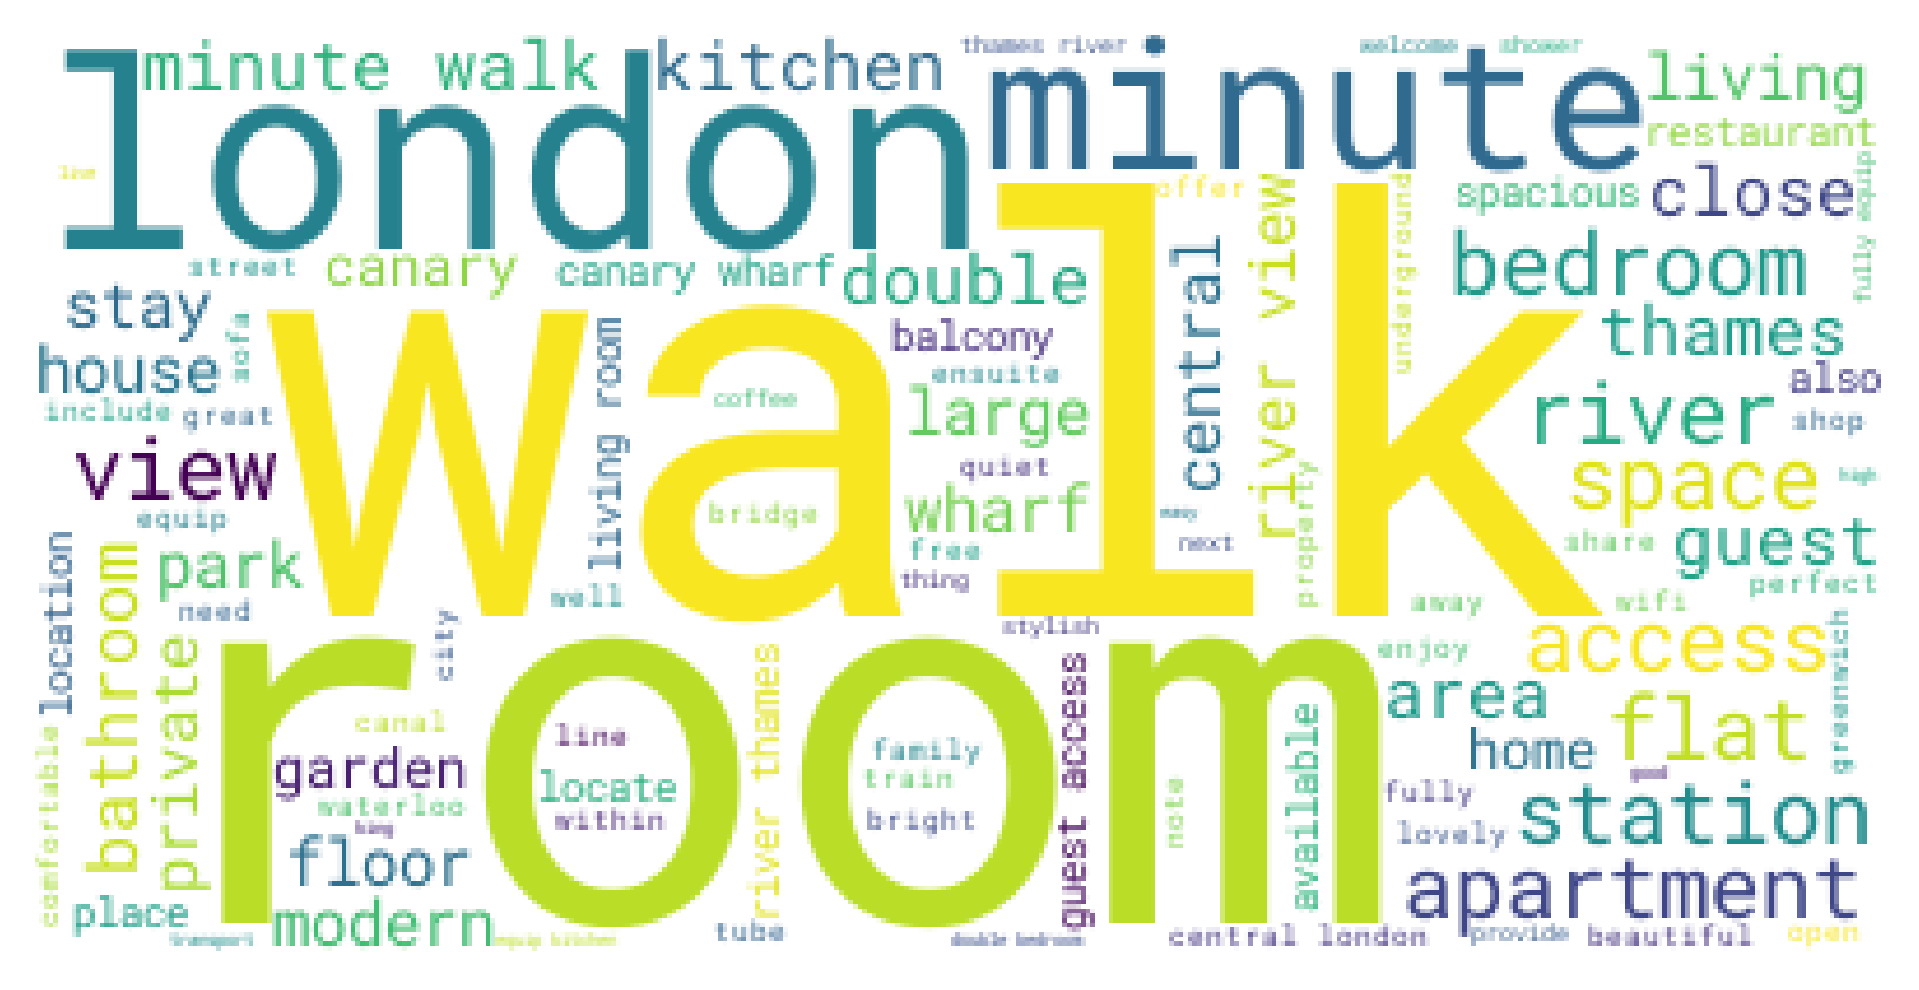 thames river
welcome
shower
minute walk
kitchen
london
minute
living
restaurant
line
offer
spacious
close
equip
underground
river view
street
canary
canary wharf
double
central
bedroom
fully
stay
sofa
walk
living room
balcony
thames
house
ensuite
also
include
great
coffee
large
river
shop
view
quiet
space
high
equip
bridge
wharf
property
next
location
bathroom
park
free
share
guest
thing
perfect
need
well
away
wifi
city
stylish
access
greenwich
private
room
river thames
guest access
enjoy
area
canal
line
family
available
flat
comfortable
garden
train
home
good
locate
note
fully
waterloo
within
bright
lovely
station
floor
apartment
place
modern
tube
transport
equip kitchen
double bedroom
central london
provide
beautiful
open